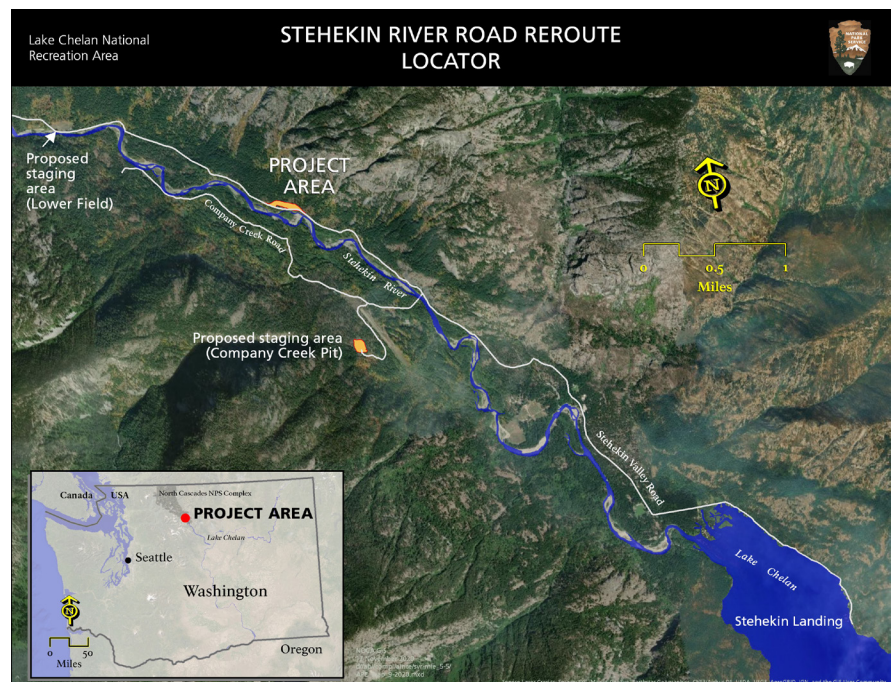 Lake Chelan National
Recreation Area
STEHEKIN RIVER ROAD REROUTE
LOCATOR
NATIONAL
PARK
SERVICE
Proposed
staging
area
(Lower Field)
PROJECT
AREA
N
Company Creek Road
Stehekin River
0 0.5 1
Miles
Proposed staging area
(Company Creek Pit)
Stehekin Valley Road
Lake Chelan
Stehekin Landing
Canada USA
North Cascades NPS Complex
PROJECT AREA
Lake Chelan
Seattle
Washington
N
0 50
Miles
Oregon